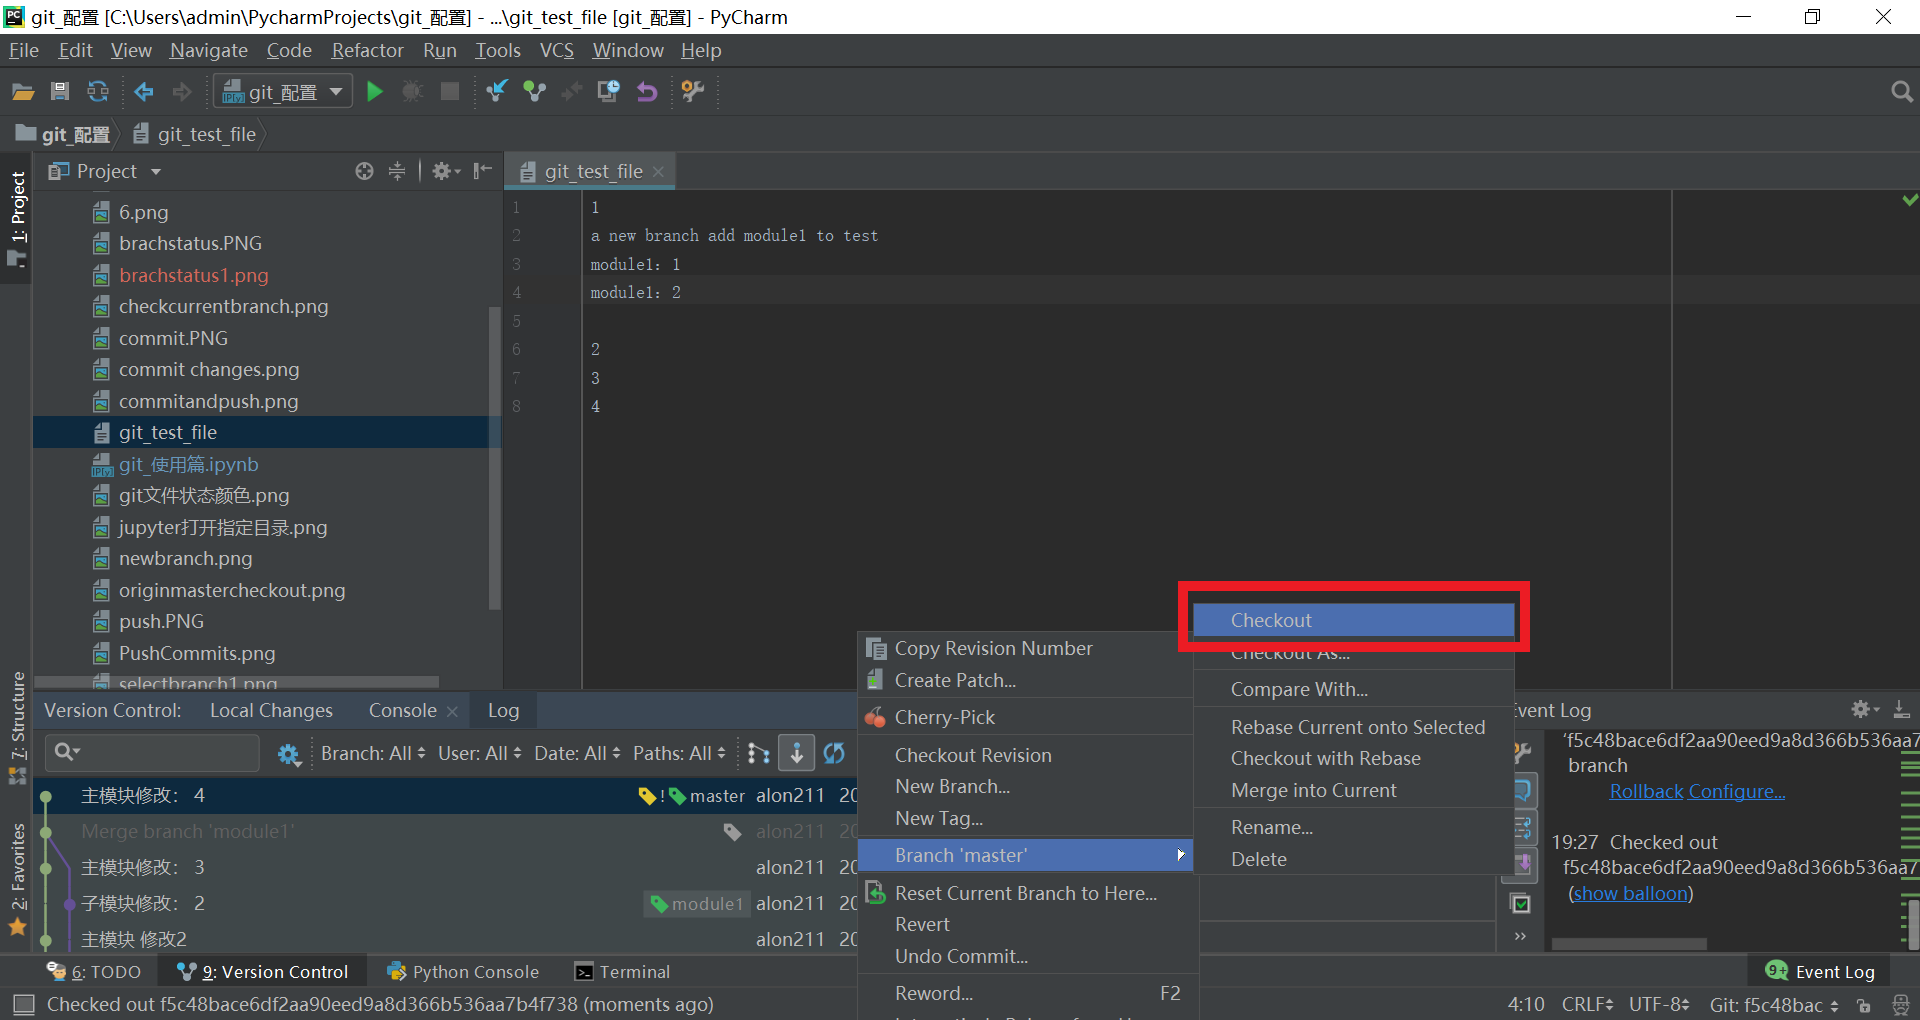 git_配置 [C:\Users\admin\PycharmProjects\git_配置] - ...\git_test_file [git_配置] - PyCharm
File Edit View Navigate Code Refactor Run Tools VCS Window Help
git_配置
git_配置 git_test_file
1: Project
Project
git_test_file
6.png
brachstatus.PNG
brachstatus1.png
checkcurrentbranch.png
commit.PNG
commit changes.png
commitandpush.png
git_test_file
git_使用篇.ipynb
git文件状态颜色.png
jupyter打开指定目录.png
newbranch.png
originmastercheckout.png
push.PNG
PushCommits.png
selectbranch1.png
1 1
2 a new branch add module1 to test
3 module1: 1
4 module1: 2
5
6 2
7 3
8 4
7: Structure
2: Favorites
Version Control: Local Changes Console Log
Branch: All User: All Date: All Paths: All
主模块修改: 4 ! master alon211 20
Merge branch 'module1' alon211 20
主模块修改: 3 alon211 20
子模块修改: 2 module1 alon211 20
主模块 修改2 alon211 20
Copy Revision Number
Create Patch...
Cherry-Pick
Checkout Revision
New Branch...
New Tag...
Branch 'master'
Reset Current Branch to Here...
Revert
Undo Commit...
Reword... F2
Checkout
Checkout As...
Compare With...
Rebase Current onto Selected
Checkout with Rebase
Merge into Current
Rename...
Delete
Event Log
'f5c48bace6df2aa90eed9a8d366b536aa7
branch
Rollback Configure...
19:27 Checked out
f5c48bace6df2aa90eed9a8d366b536aa7
(show balloon)
6: TODO 9: Version Control Python Console Terminal 9+ Event Log
Checked out f5c48bace6df2aa90eed9a8d366b536aa7b4f738 (moments ago) 4:10 CRLF UTF-8 Git: f5c48bac